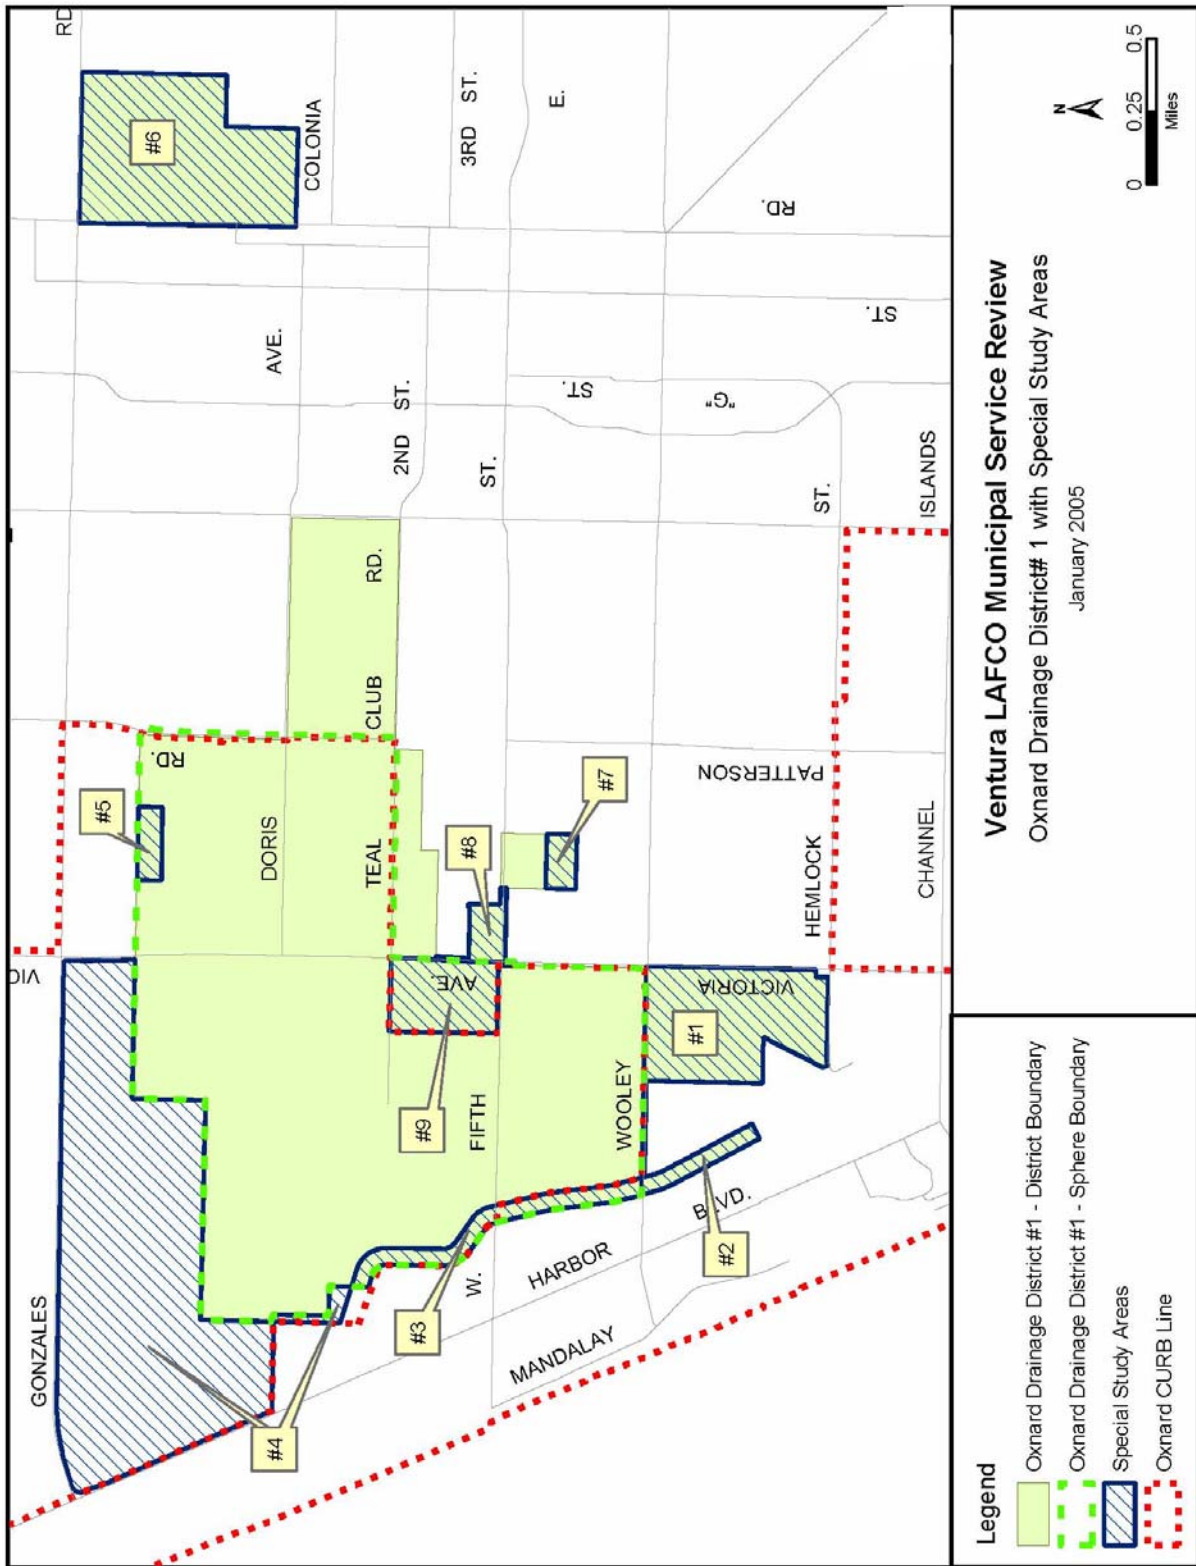 RD
GONZALES
VIC
#5
RD.
#6
#4
DORIS
AVE.
COLONIA
TEAL
CLUB
RD.
2ND
ST.
#3
#9
AVE.
#8
3RD
ST.
W.
FIFTH
ST.
HARBOR
MANDALAY
#7
E.
WOOLEY
ST.
#1
#2
BLVD.
VICTORIA
PATTERSON
"G"
RD.
HEMLOCK
ST.
ST.
CHANNEL
ISLANDS
Legend
Oxnard Drainage District #1 - District Boundary
Oxnard Drainage District #1 - Sphere Boundary
Special Study Areas
Oxnard CURB Line
Ventura LAFCO Municipal Service Review
Oxnard Drainage District# 1 with Special Study Areas
January 2005
N
0 0.25 0.5
Miles